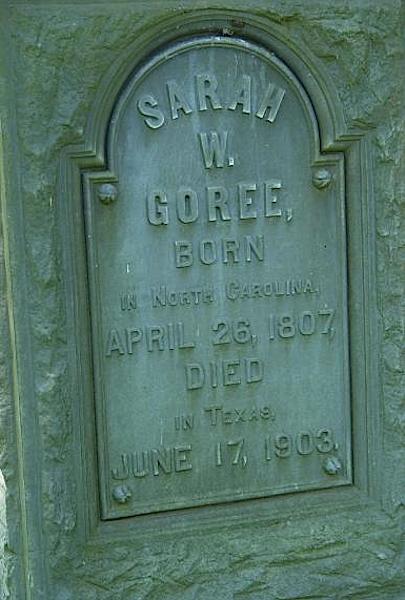 SARAH
W.
GOREE,
BORN
IN NORTH CAROLINA,
APRIL 26, 1807,
DIED
IN TEXAS,
JUNE 17, 1903.